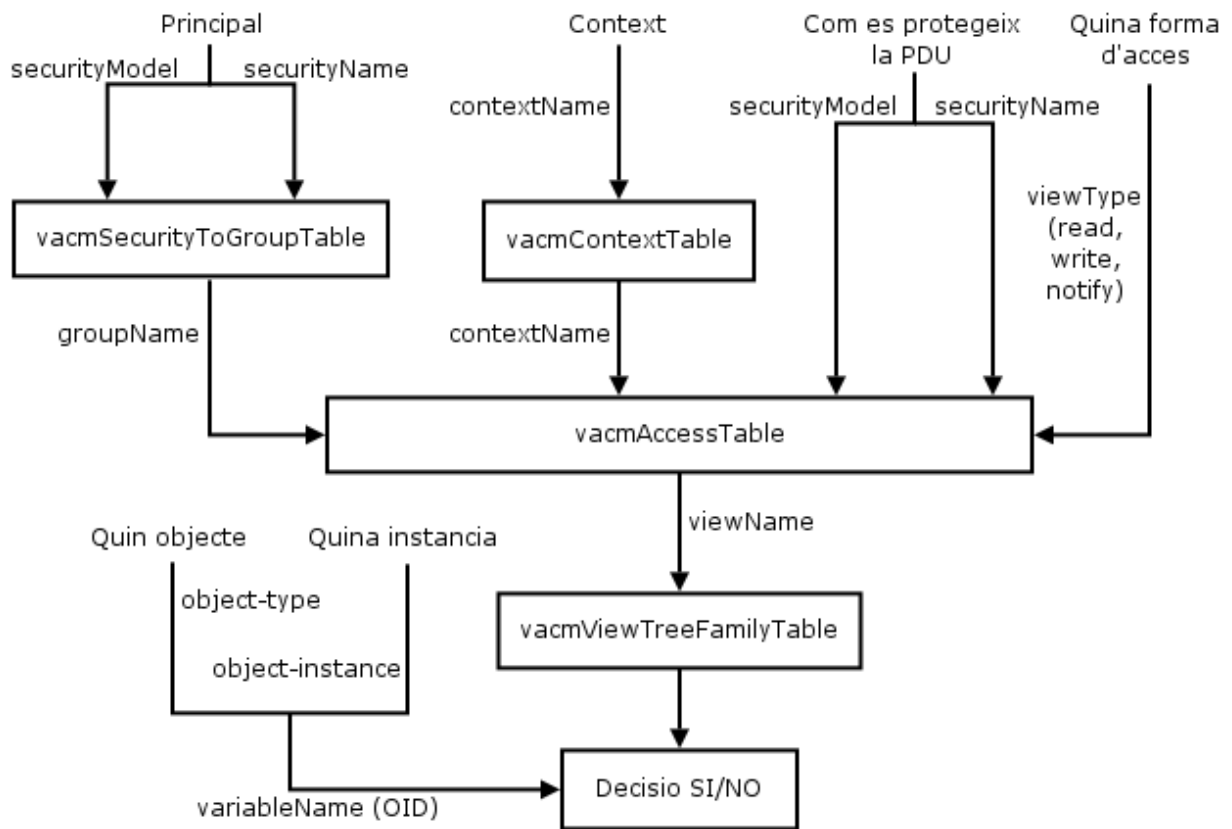 Principal
Context
Com es protegeix
la PDU
Quina forma
d'acces
securityModel
securityName
contextName
securityModel
securityName
viewType
(read,
write,
notify)
vacmSecurityToGroupTable
vacmContextTable
groupName
contextName
vacmAccessTable
viewName
Quin objecte
Quina instancia
object-type
object-instance
vacmViewTreeFamilyTable
variableName (OID)
Decisio SI/NO